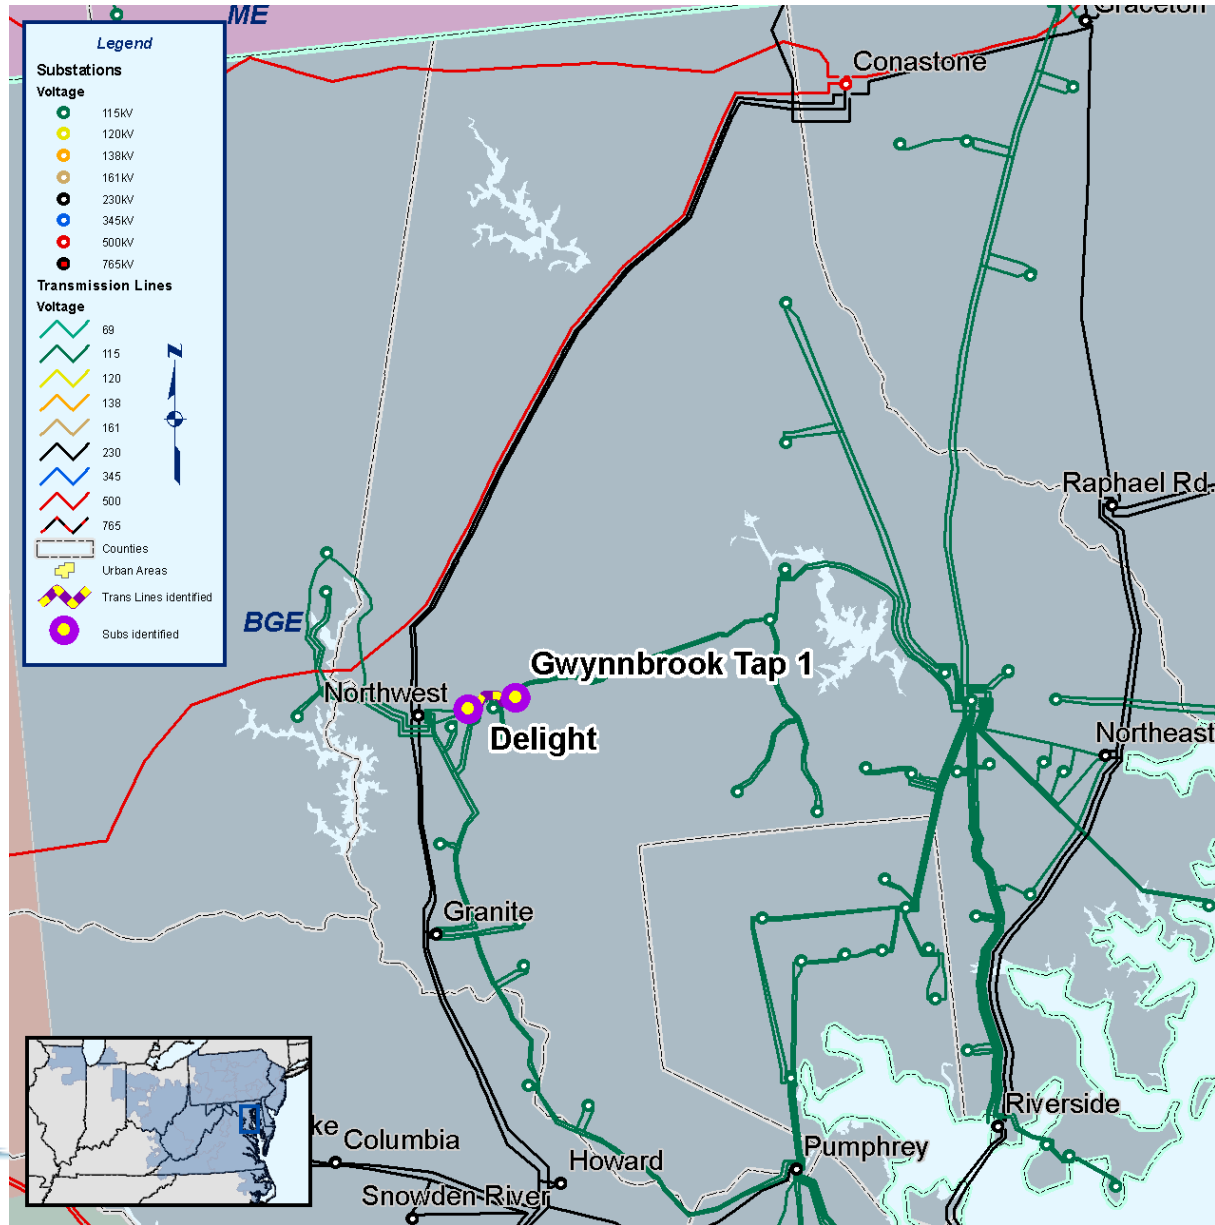 ME
Graceton
Legend
Substations
Voltage
115kV
120kV
138kV
161kV
230kV
345kV
500kV
765kV
Transmission Lines
Voltage
69
115
120
138
161
230
345
500
765
Counties
Urban Areas
Trans Lines identified
Subs identified
N
Conastone
Raphael Rd.
BGE
Gwynnbrook Tap 1
Northwest
Delight
Northeast
Granite
Riverside
ke
Columbia
Howard
Pumphrey
Snowden River